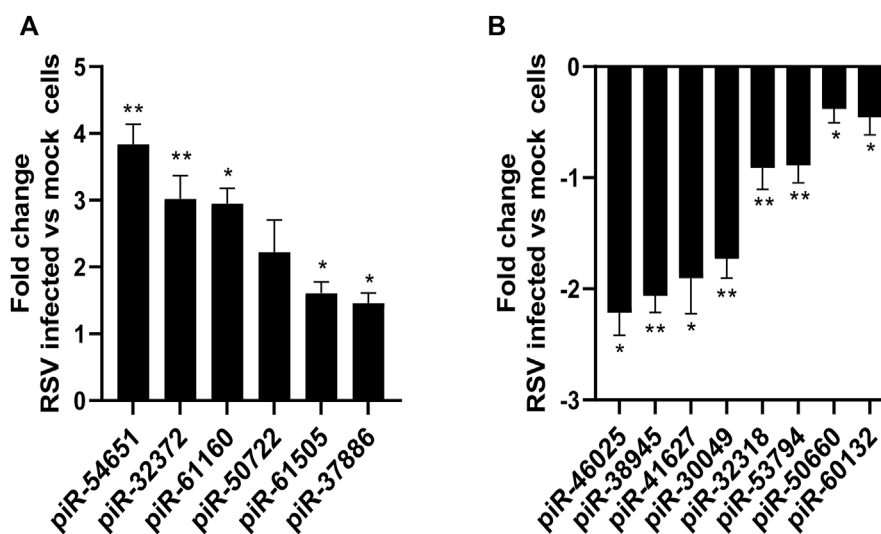 A
Fold change
RSV infected vs mock cells
5
4
3
2
1
0
**
**
*
*
*
piR-54651
piR-32372
piR-61160
piR-50722
piR-61505
piR-37886
B
Fold change
RSV infected vs mock cells
0
-1
-2
-3
*
**
*
**
**
**
*
*
piR-46025
piR-38945
piR-41627
piR-30049
piR-32318
piR-53794
piR-50660
piR-60132